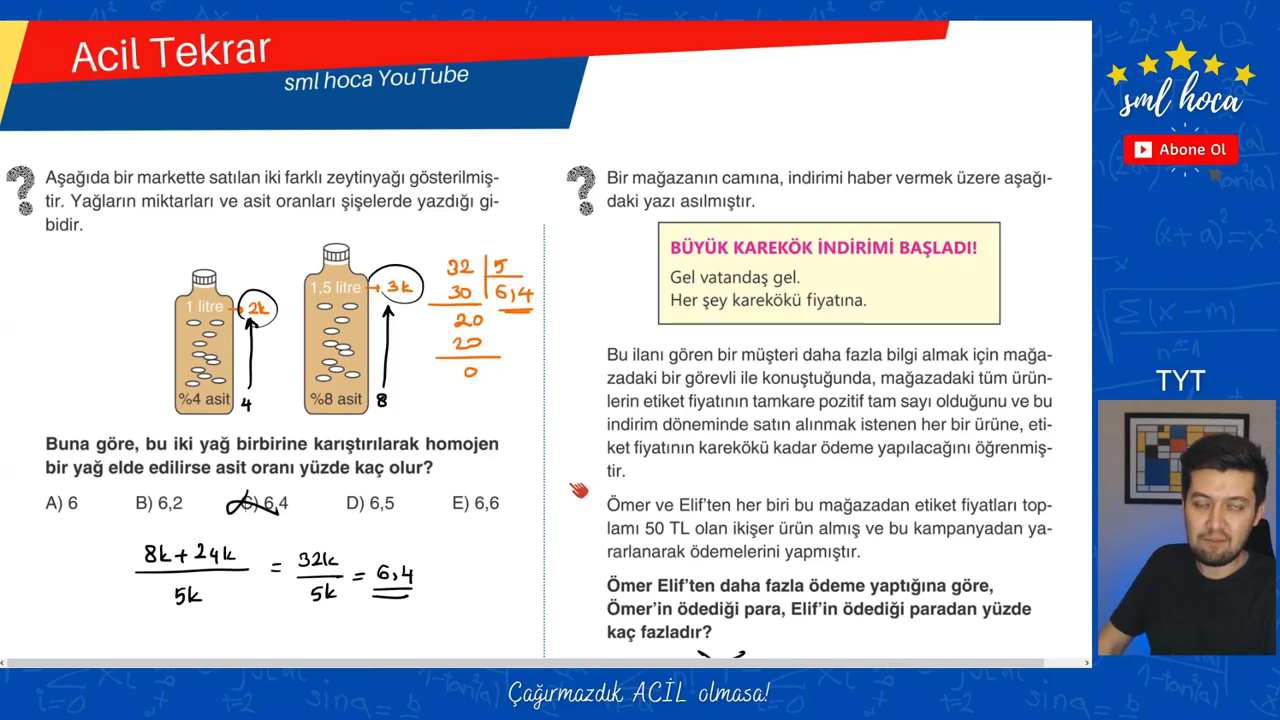 Acil Tekrar
sml hoca YouTube
Aşağıda bir markette satılan iki farklı zeytinyağı gösterilmiş-
tir. Yağların miktarları ve asit oranları şişelerde yazdığı gi-
bidir.
1 litre
2k
%4 asit
4
1,5 litre
3k
%8 asit
8
32 5
30 6,4
20
20
0
Buna göre, bu iki yağ birbirine karıştırılarak homojen
bir yağ elde edilirse asit oranı yüzde kaç olur?
A) 6 B) 6,2 C) 6,4 D) 6,5 E) 6,6
8k+24k
5k
= 32k
5k
= 6,4
Bir mağazanın camına, indirimi haber vermek üzere aşağı-
daki yazı asılmıştır.
BÜYÜK KAREKÖK İNDİRİMİ BAŞLADI!
Gel vatandaş gel.
Her şey karekökü fiyatına.
Bu ilanı gören bir müşteri daha fazla bilgi almak için mağa-
zadaki bir görevli ile konuştuğunda, mağazadaki tüm ürün-
lerin etiket fiyatının tamkare pozitif tam sayı olduğunu ve bu
indirim döneminde satın alınmak istenen her bir ürüne, eti-
ket fiyatının karekökü kadar ödeme yapılacağını öğrenmiş-
tir.
Ömer ve Elif'ten her biri bu mağazadan etiket fiyatları top-
lamı 50 TL olan ikişer ürün almış ve bu kampanyadan ya-
rarlanarak ödemelerini yapmıştır.
Ömer Elif'ten daha fazla ödeme yaptığına göre,
Ömer'in ödediği para, Elif'in ödediği paradan yüzde
kaç fazladır?
sml hoca
Abone Ol
TYT
Çağırmazdık ACİL olmasa!